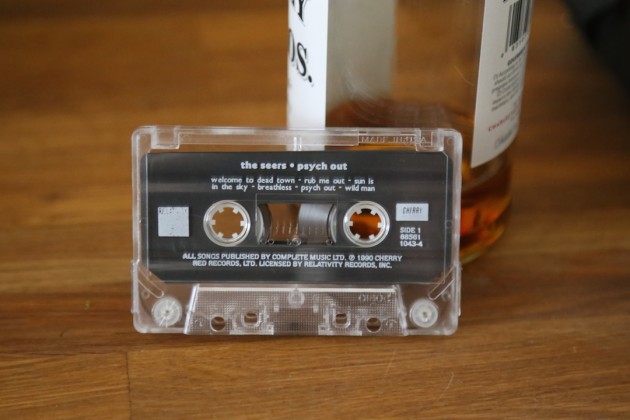 the seers • psych out
welcome to dead town - rub me out - sun is
in the sky - breathless - psych out - wild man
CHERRY
SIDE 1
88561
1043-4
ALL SONGS PUBLISHED BY COMPLETE MUSIC LTD. ℗ 1990 CHERRY
RED RECORDS, LTD. LICENSED BY RELATIVITY RECORDS, INC.